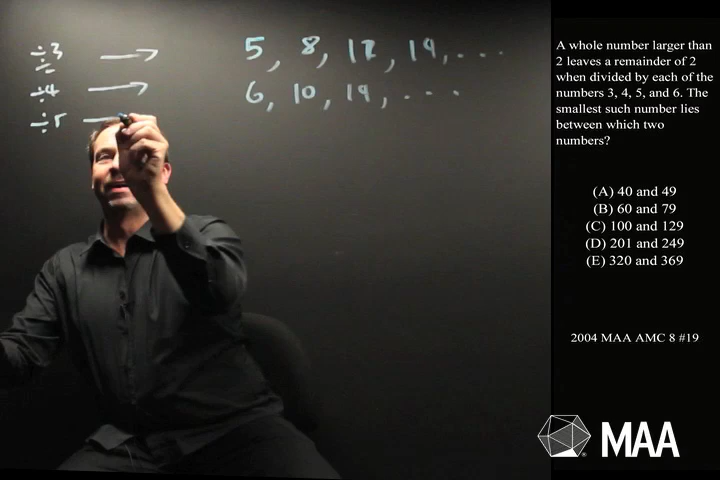 ÷3 → 5, 8, 11, 14, ...
÷4 → 6, 10, 14, ...
÷5
A whole number larger than
2 leaves a remainder of 2
when divided by each of the
numbers 3, 4, 5, and 6. The
smallest such number lies
between which two
numbers?
(A) 40 and 49
(B) 60 and 79
(C) 100 and 129
(D) 201 and 249
(E) 320 and 369
2004 MAA AMC 8 #19
MAA